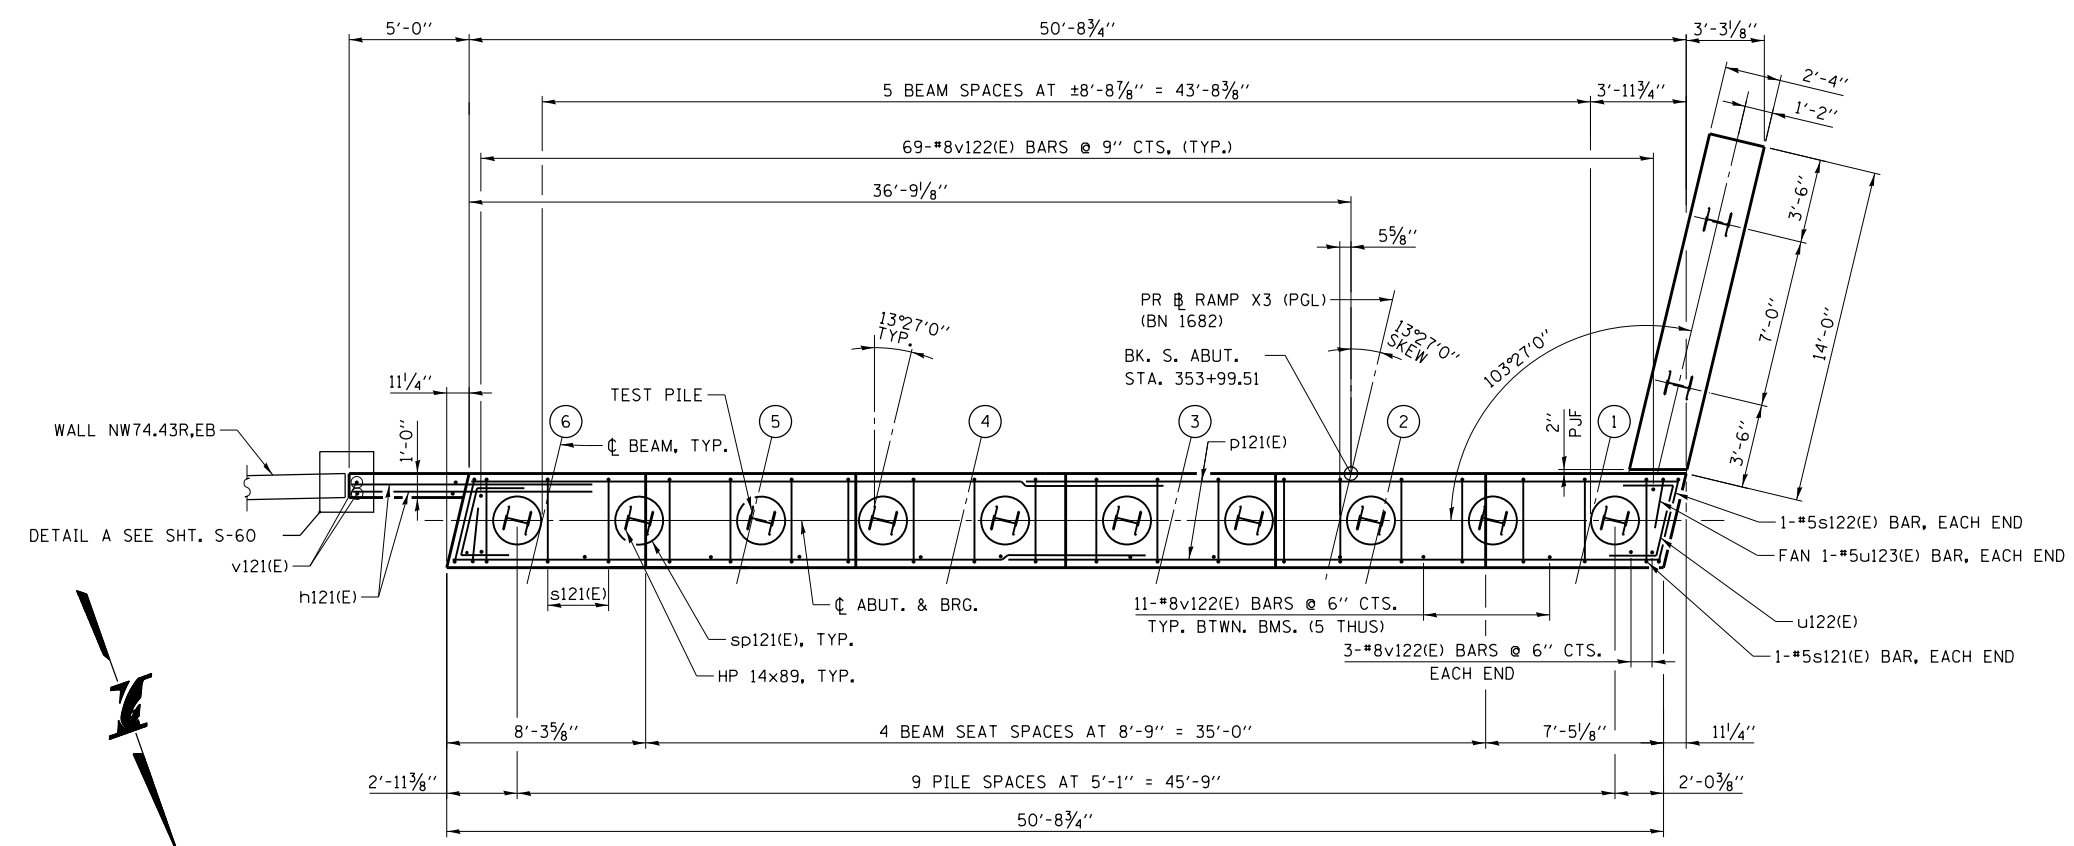 5'-0"
50'-8¾"
3'-3⅛"
2'-4"
1'-2"
5 BEAM SPACES AT ±8'-8⅞" = 43'-8⅜"
3'-11¾"
69-#8v122(E) BARS @ 9" CTS, (TYP.)
36'-9⅛"
5⅝"
3'-6"
7'-0"
14'-0"
3'-6"
PR ℄ RAMP X3 (PGL)
(BN 1682)
13°27'0"
TYP.
13°27'0"
SKEW
103°27'0"
BK. S. ABUT.
STA. 353+99.51
11¼"
TEST PILE
2"
PJF
WALL NW74.43R,EB
1'-0"
6
5
4
3
2
1
℄ BEAM, TYP.
p121(E)
DETAIL A SEE SHT. S-60
v121(E)
h121(E)
s121(E)
℄ ABUT. & BRG.
sp121(E), TYP.
HP 14x89, TYP.
11-#8v122(E) BARS @ 6" CTS.
TYP. BTWN. BMS. (5 THUS)
3-#8v122(E) BARS @ 6" CTS.
EACH END
1-#5s122(E) BAR, EACH END
FAN 1-#5u123(E) BAR, EACH END
u122(E)
1-#5s121(E) BAR, EACH END
8'-3⅝"
4 BEAM SEAT SPACES AT 8'-9" = 35'-0"
7'-5⅛"
11¼"
2'-11⅜"
9 PILE SPACES AT 5'-1" = 45'-9"
2'-0⅜"
50'-8¾"